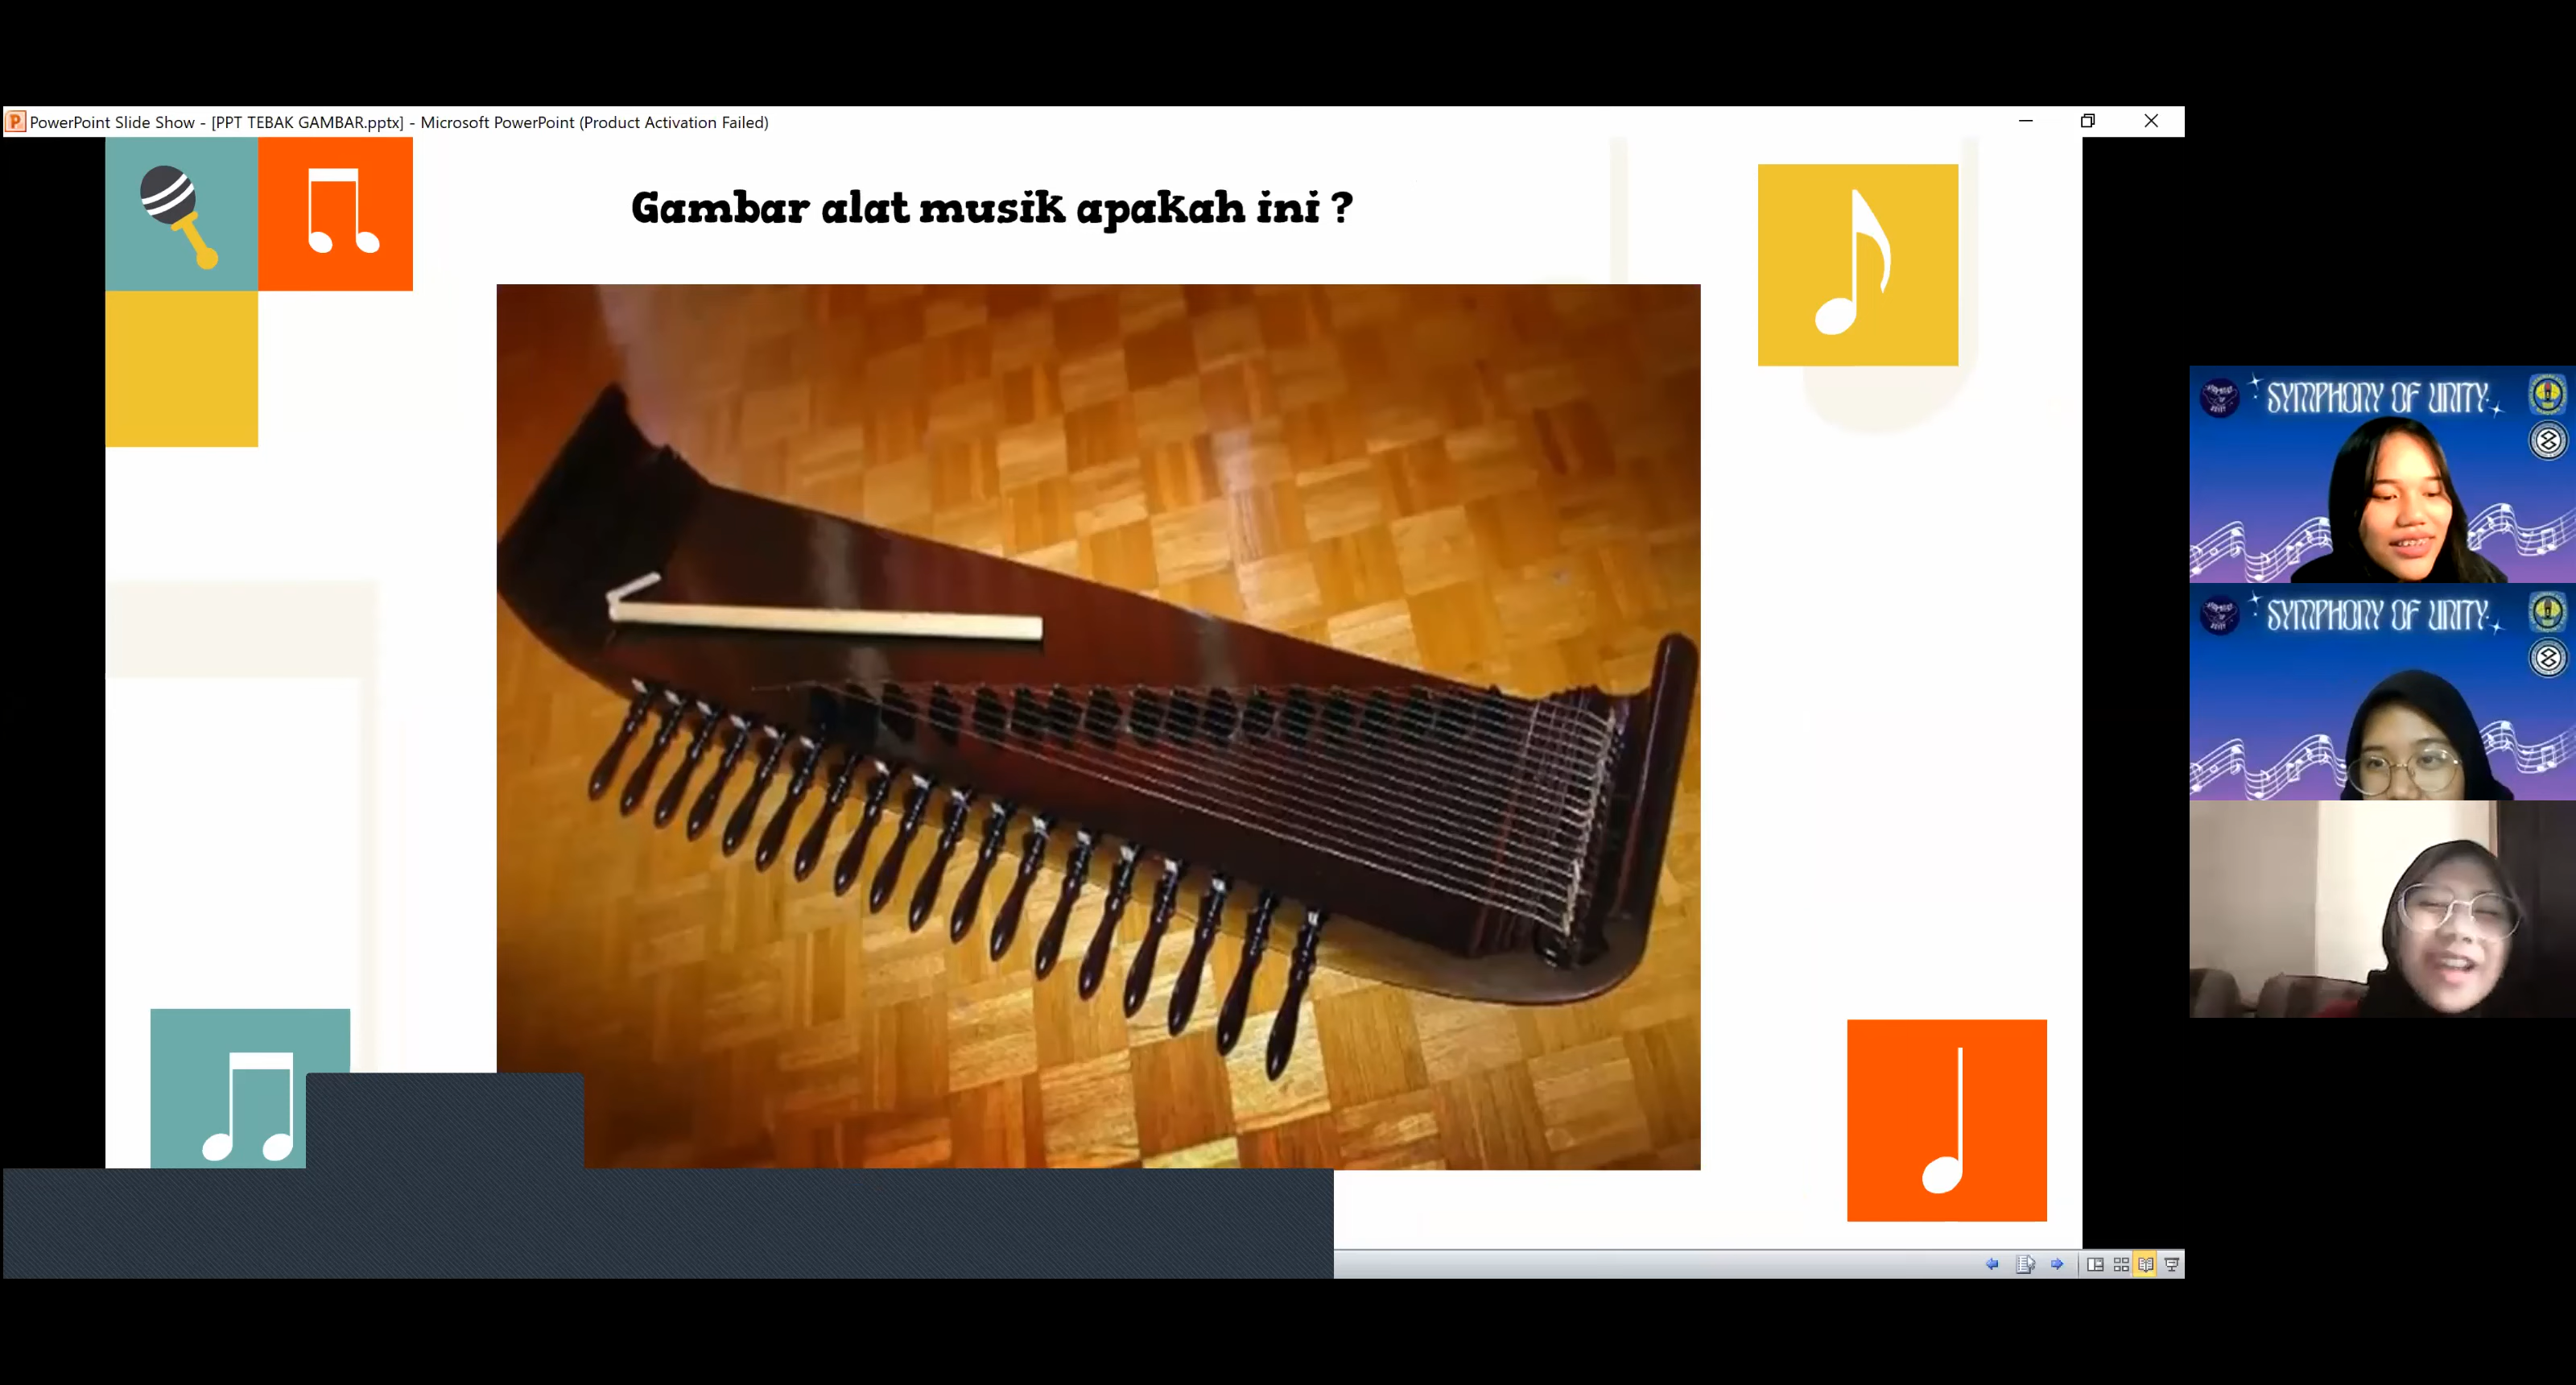 PowerPoint Slide Show - [PPT TEBAK GAMBAR.pptx] - Microsoft PowerPoint (Product Activation Failed)
Gambar alat musik apakah ini ?
SYMPHONY OF UNITY
SYMPHONY OF UNITY